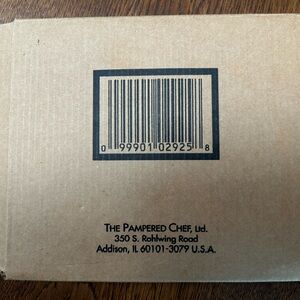 0 99901 02925 8
THE PAMPERED CHEF, Ltd.
350 S. Rohlwing Road
Addison, IL 60101-3079 U.S.A.